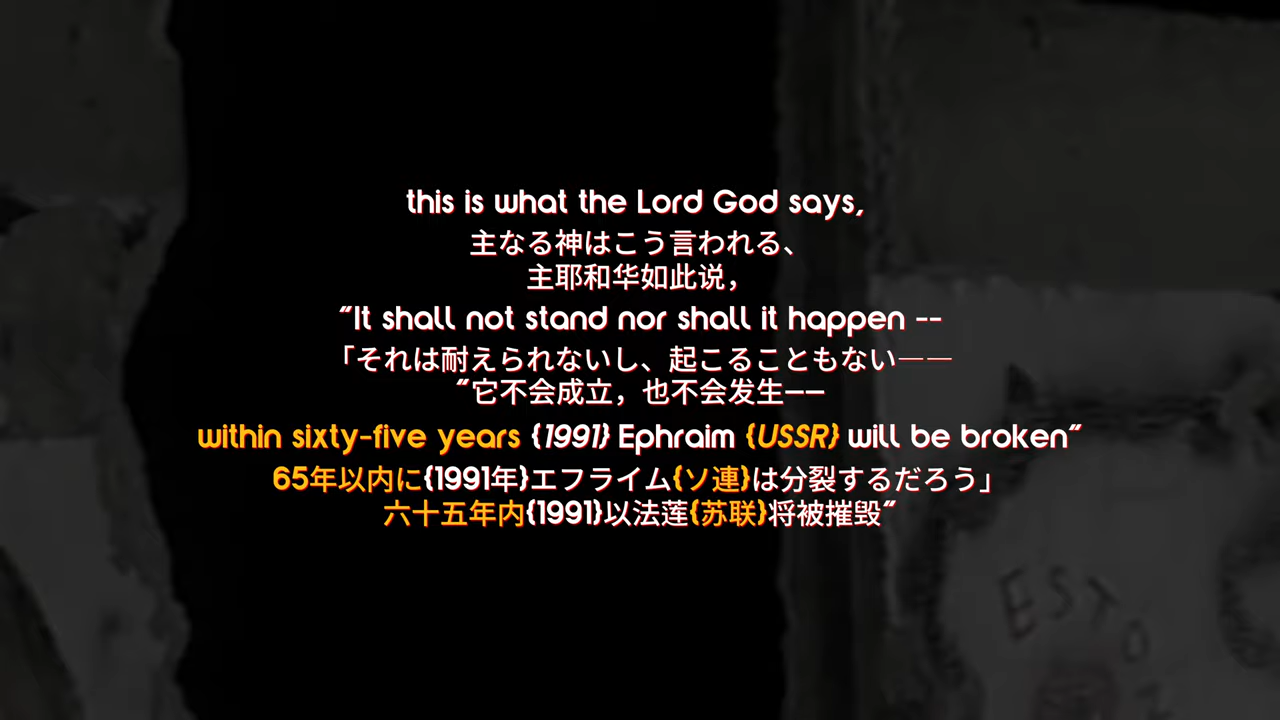 this is what the Lord God says,
主なる神はこう言われる、
主耶和华如此说，
"It shall not stand nor shall it happen --
「それは耐えられないし、起こることもない——
"它不会成立，也不会发生——
within sixty-five years {1991} Ephraim {USSR} will be broken"
65年以内に{1991年}エフライム{ソ連}は分裂するだろう」
六十五年内{1991}以法莲{苏联}将被摧毁"
ESTO